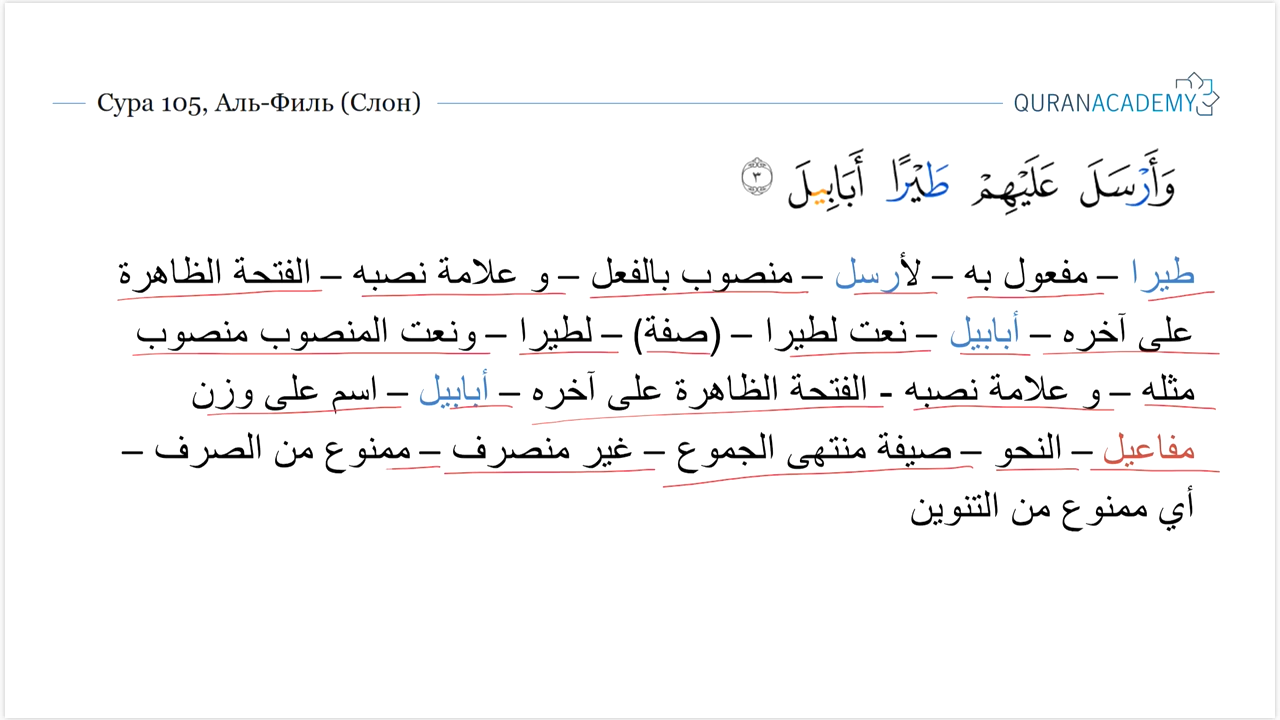 Сура 105, Аль-Филь (Слон)
QURANACADEMY
وَأَرْسَلَ عَلَيْهِمْ طَيْرًا أَبَابِيلَ ٣
طيرا – مفعول به – لأرسل – منصوب بالفعل – و علامة نصبه – الفتحة الظاهرة
على آخره – أبابيل – نعت لطيرا – (صفة) – لطيرا – ونعت المنصوب منصوب
مثله – و علامة نصبه - الفتحة الظاهرة على آخره – أبابيل – اسم على وزن
مفاعيل – النحو – صيفة منتهى الجموع – غير منصرف – ممنوع من الصرف –
أي ممنوع من التنوين